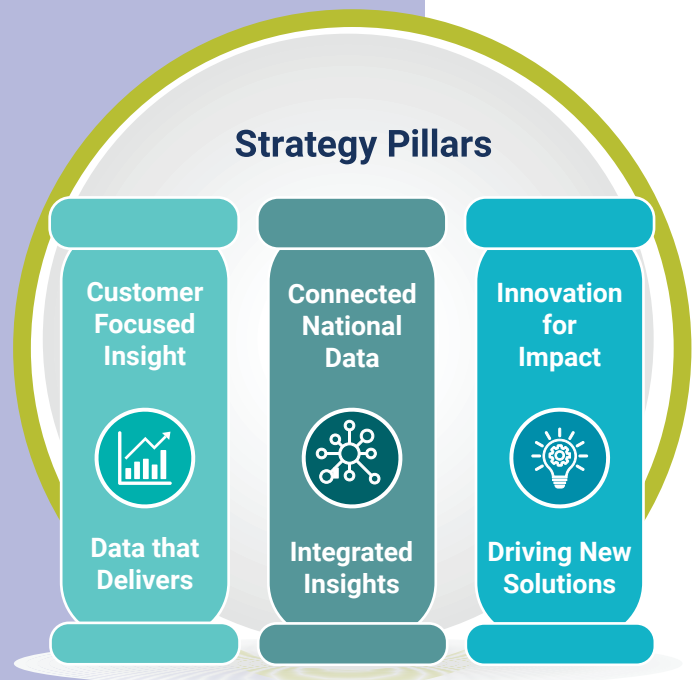 Strategy Pillars
Customer
Focused
Insight
Data that
Delivers
Connected
National
Data
Integrated
Insights
Innovation
for
Impact
Driving New
Solutions